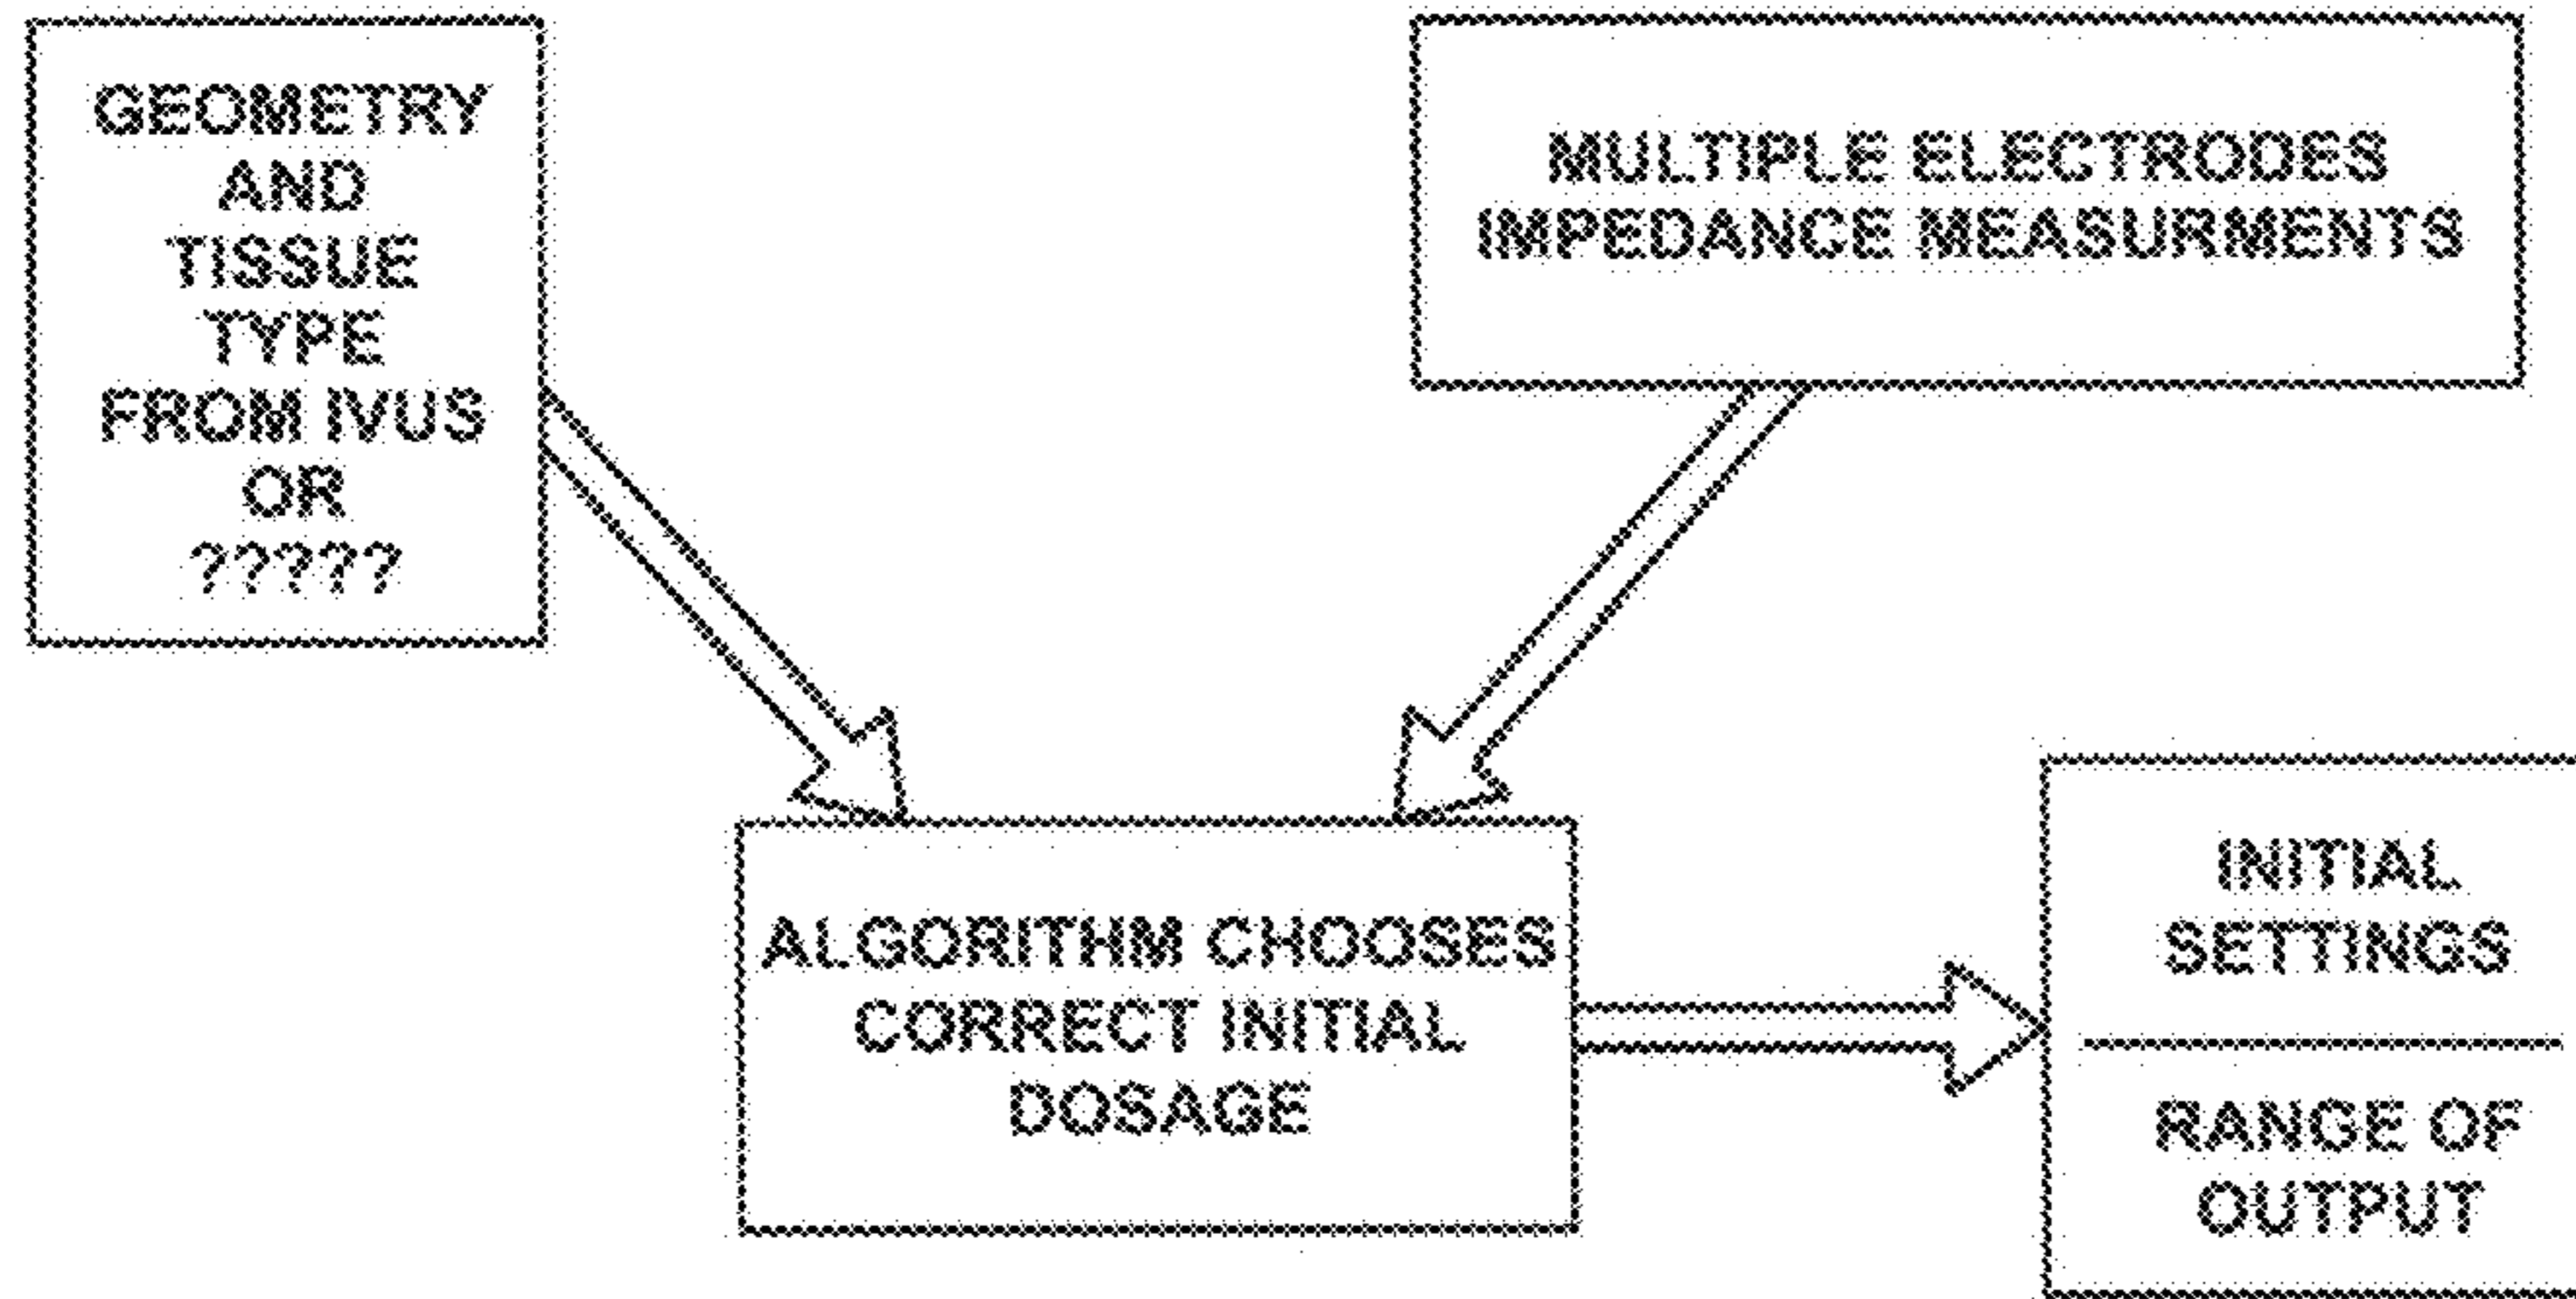 GEOMETRY
AND
TISSUE
TYPE
FROM IVUS
OR
?????
MULTIPLE ELECTRODES
IMPEDANCE MEASURMENTS
ALGORITHM CHOOSES
CORRECT INITIAL
DOSAGE
INITIAL
SETTINGS
RANGE OF
OUTPUT